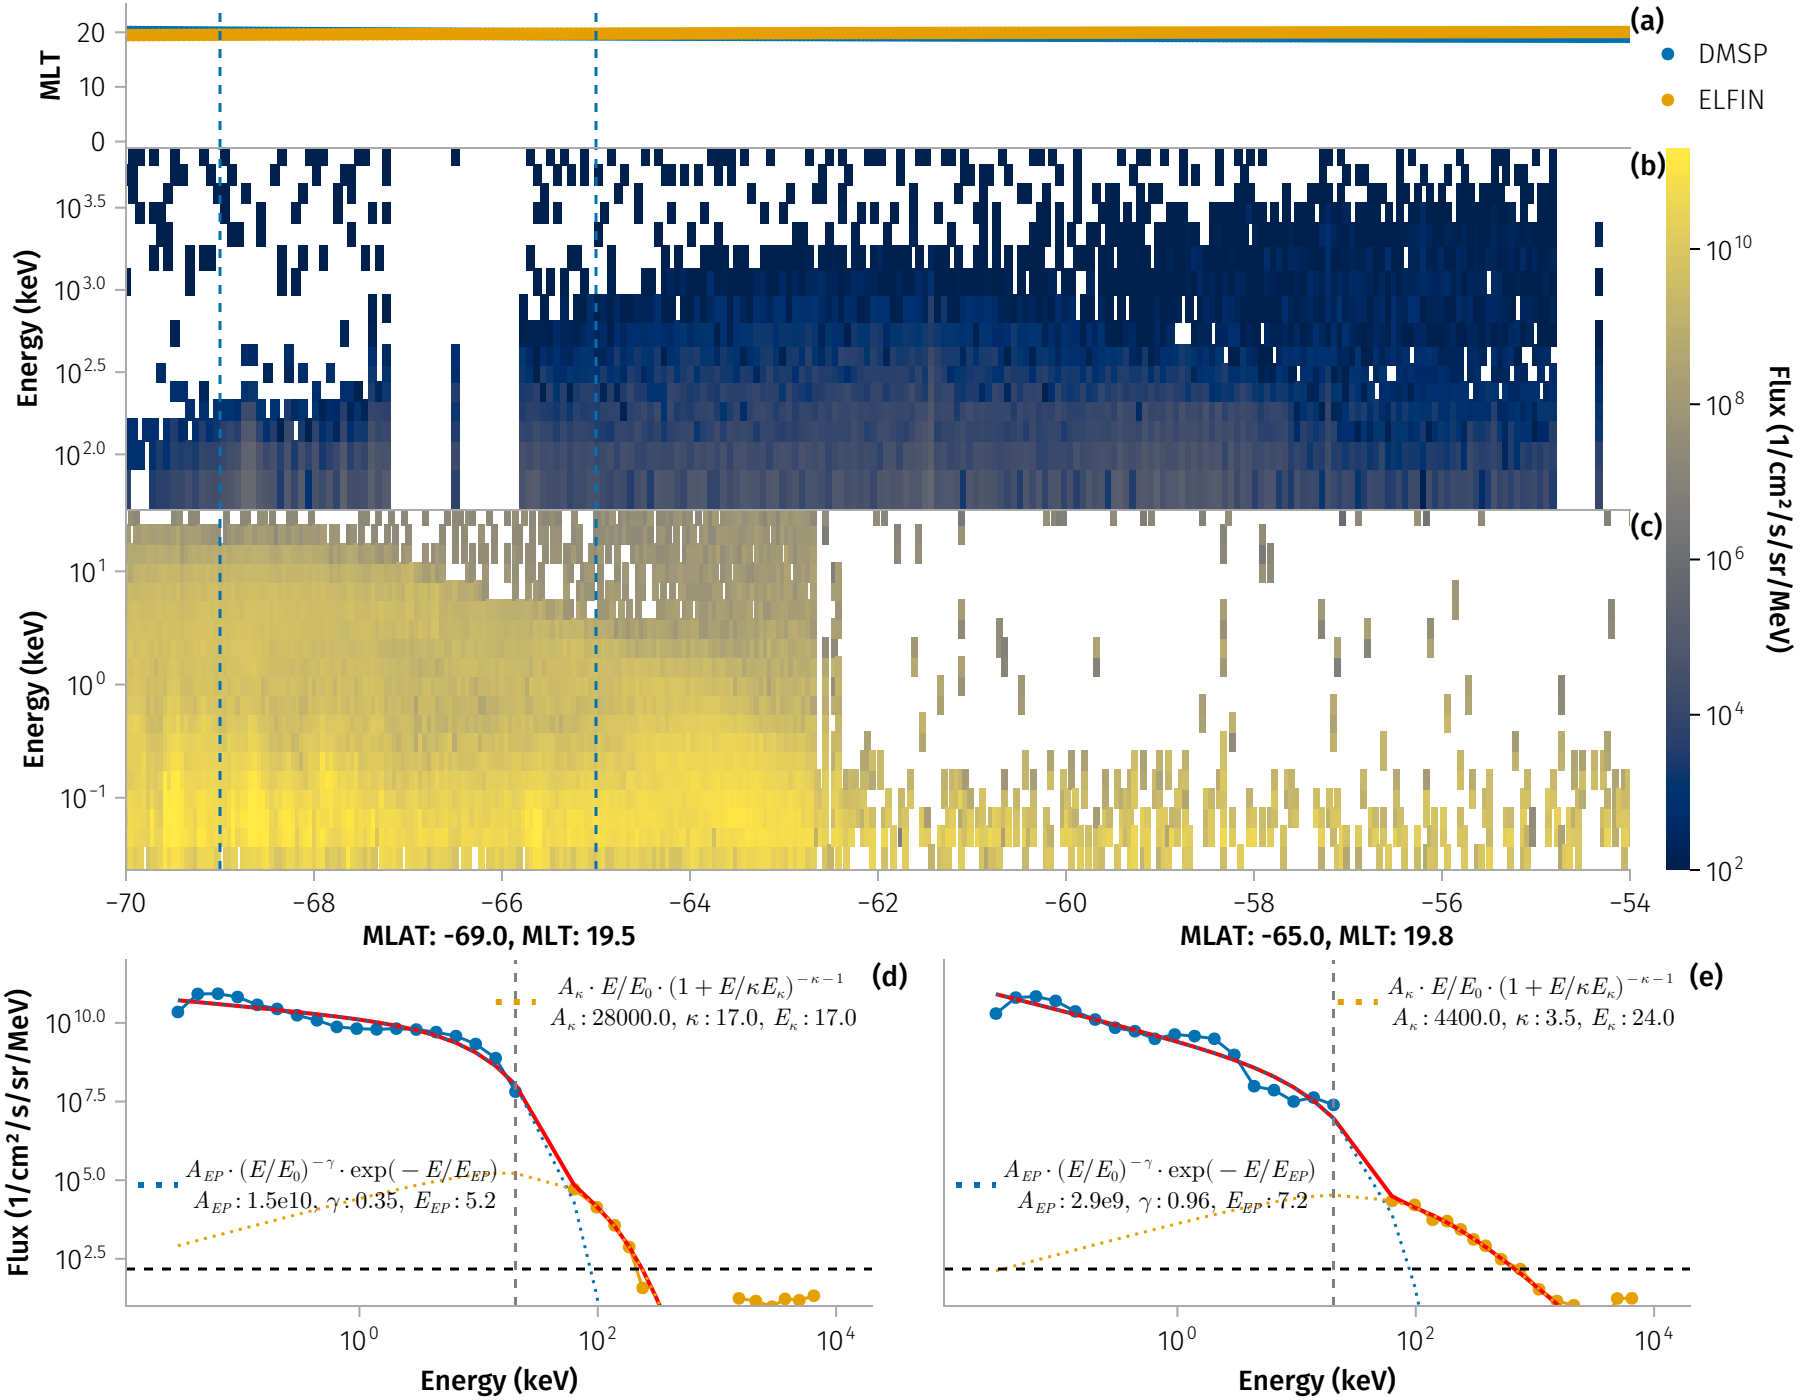 (a)
MLT
20
10
0
DMSP
ELFIN
(b)
Energy (keV)
10^3.5
10^3.0
10^2.5
10^2.0
(c)
Energy (keV)
10^1
10^0
10^−1
−70 −68 −66 −64 −62 −60 −58 −56 −54
10^10
10^8
10^6
10^4
10^2
Flux (1/cm²/s/sr/MeV)
MLAT: -69.0, MLT: 19.5
(d)
Flux (1/cm²/s/sr/MeV)
10^10.0
10^7.5
10^5.0
10^2.5
A_κ · E/E_0 · (1 + E/κE_κ)^−κ−1
A_κ : 28000.0, κ : 17.0, E_κ : 17.0
A_EP · (E/E_0)^−γ · exp(− E/E_EP)
A_EP : 1.5e10, γ : 0.35, E_EP : 5.2
10^0 10^2 10^4
Energy (keV)
MLAT: -65.0, MLT: 19.8
(e)
A_κ · E/E_0 · (1 + E/κE_κ)^−κ−1
A_κ : 4400.0, κ : 3.5, E_κ : 24.0
A_EP · (E/E_0)^−γ · exp(− E/E_EP)
A_EP : 2.9e9, γ : 0.96, E_EP : 7.2
10^0 10^2 10^4
Energy (keV)